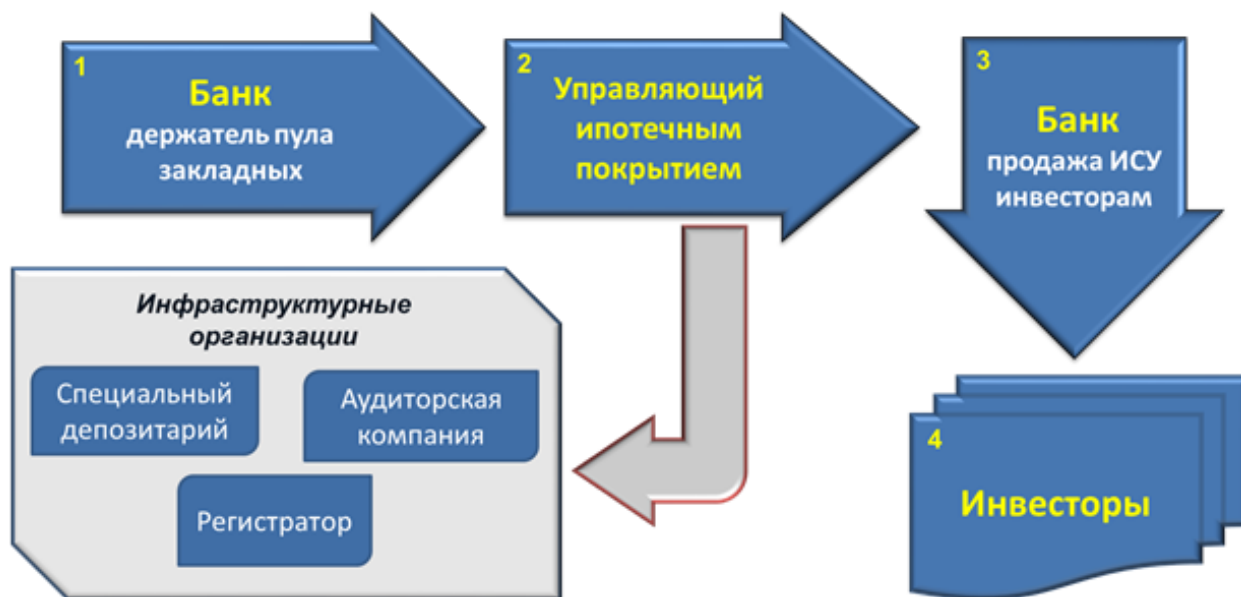 1
Банк
держатель пула
закладных
2
Управляющий
ипотечным
покрытием
3
Банк
продажа ИСУ
инвесторам
Инфраструктурные
организации
Специальный
депозитарий
Аудиторская
компания
Регистратор
4
Инвесторы